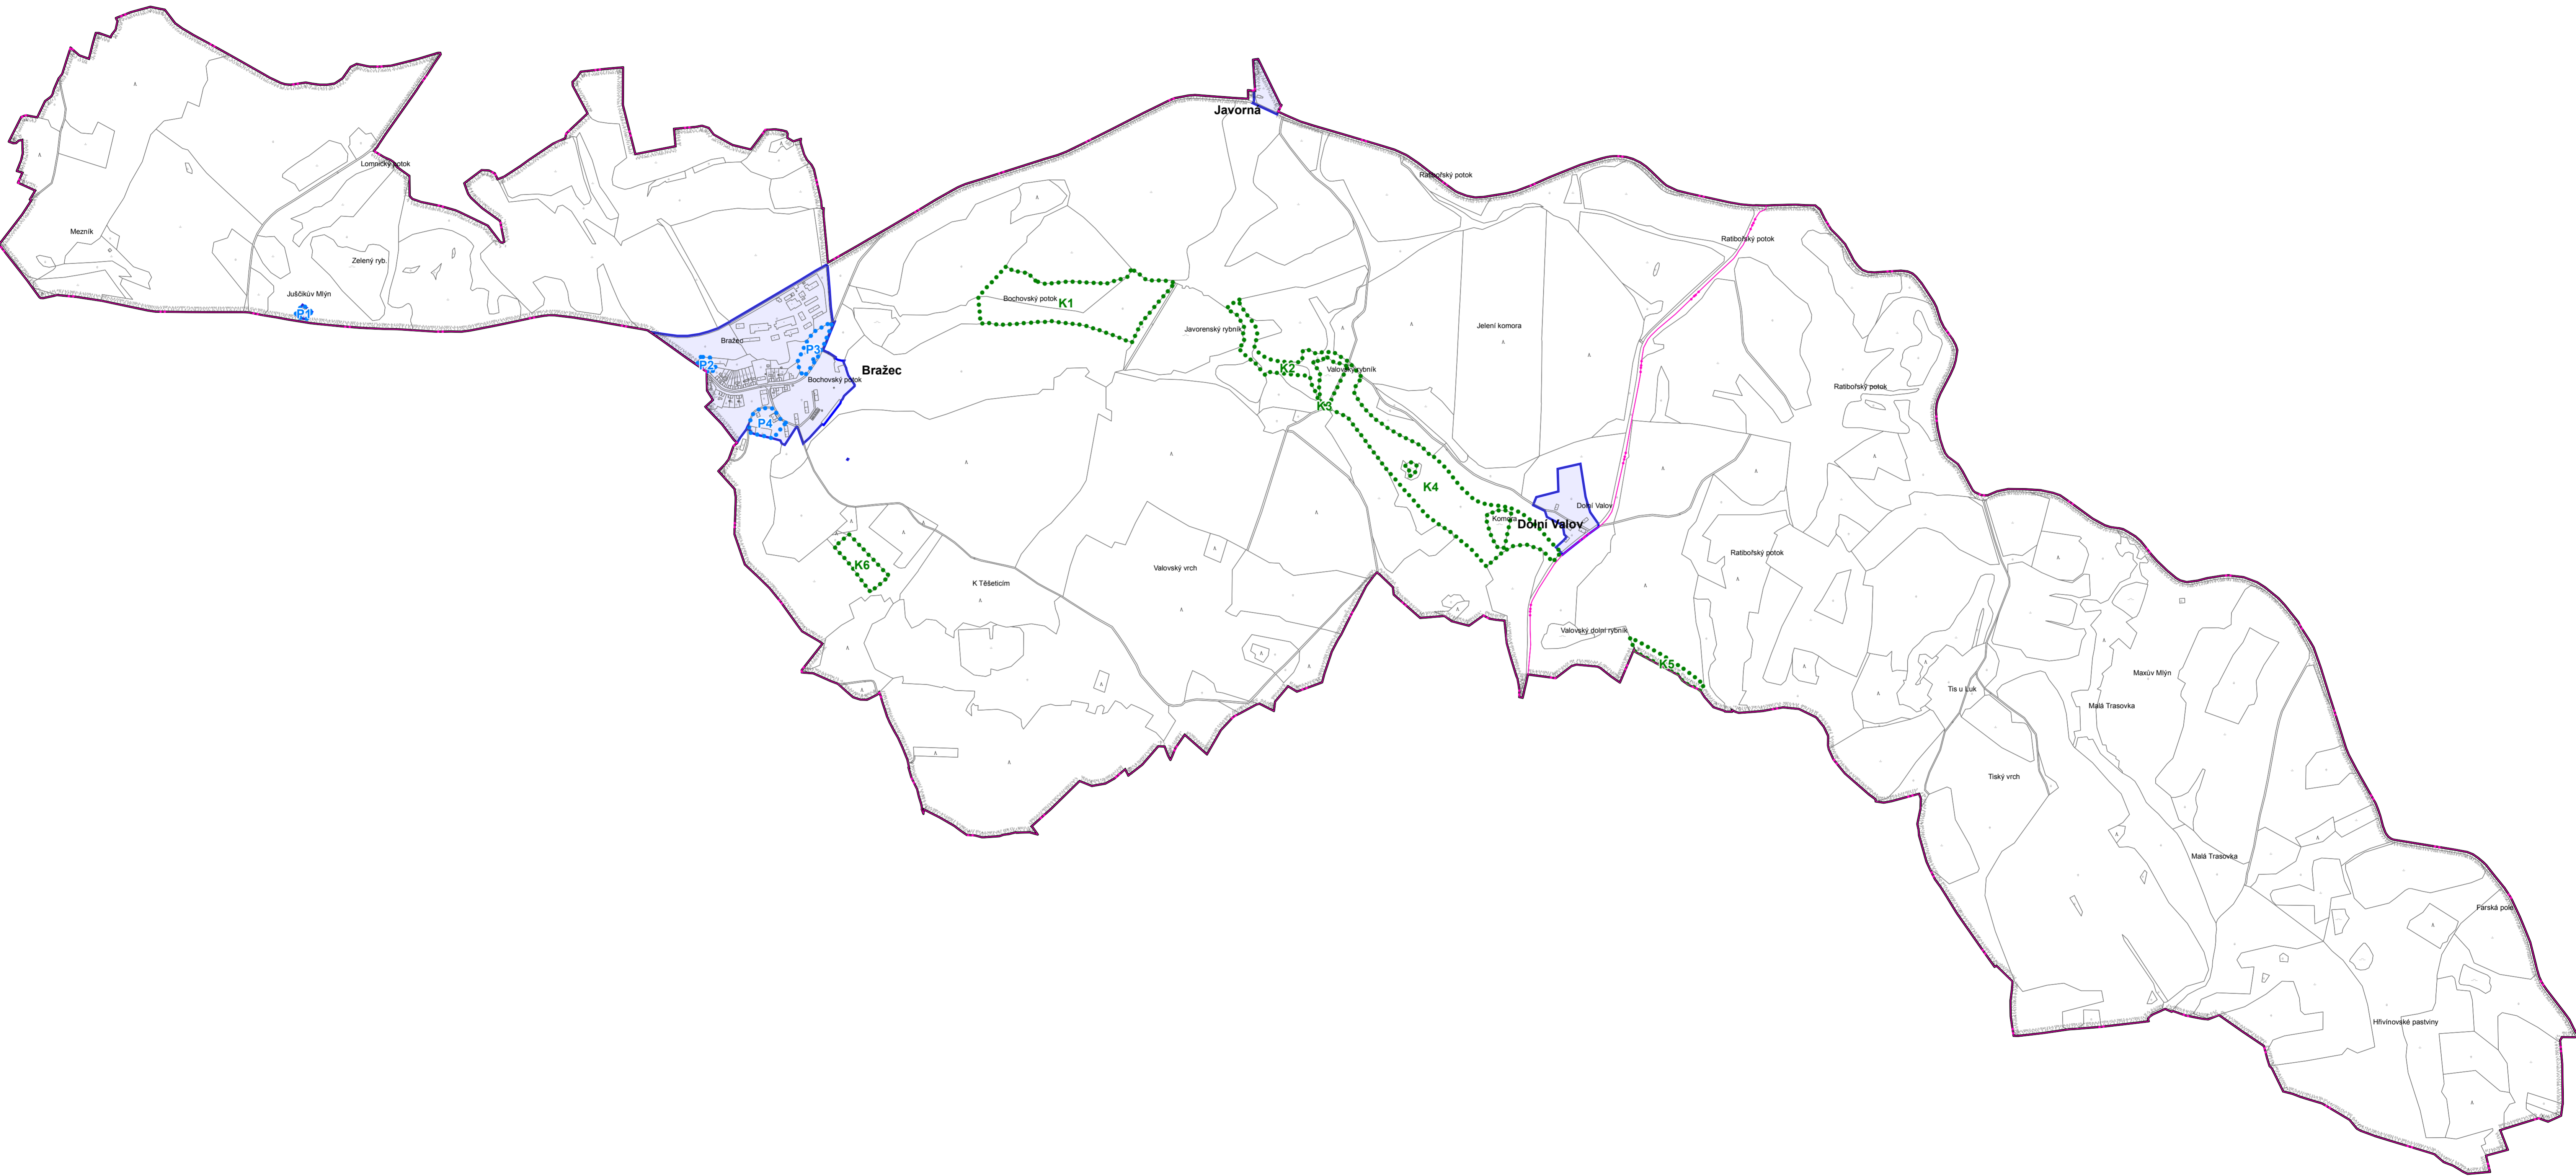 Javorná
Lomnický potok
Ratibořský potok
Mezník
Ratibořský potok
Zelený ryb.
Juščikův Mlýn
Bochovský potok
K1
P1
Javorenský rybník
Jelení komora
Bražec
P3
P2
K2
Valovský rybník
Bražec
Bochovský potok
Ratibořský potok
K3
P4
K4
Dolní Valov
Komora
Dolní Valov
Ratibořský potok
K6
Valovský vrch
K Těšeticím
Valovský dolní rybník
K5
Maxův Mlýn
Tis u Luk
Malá Trasovka
Tiský vrch
Malá Trasovka
Farská pole
Hřivínovské pastviny